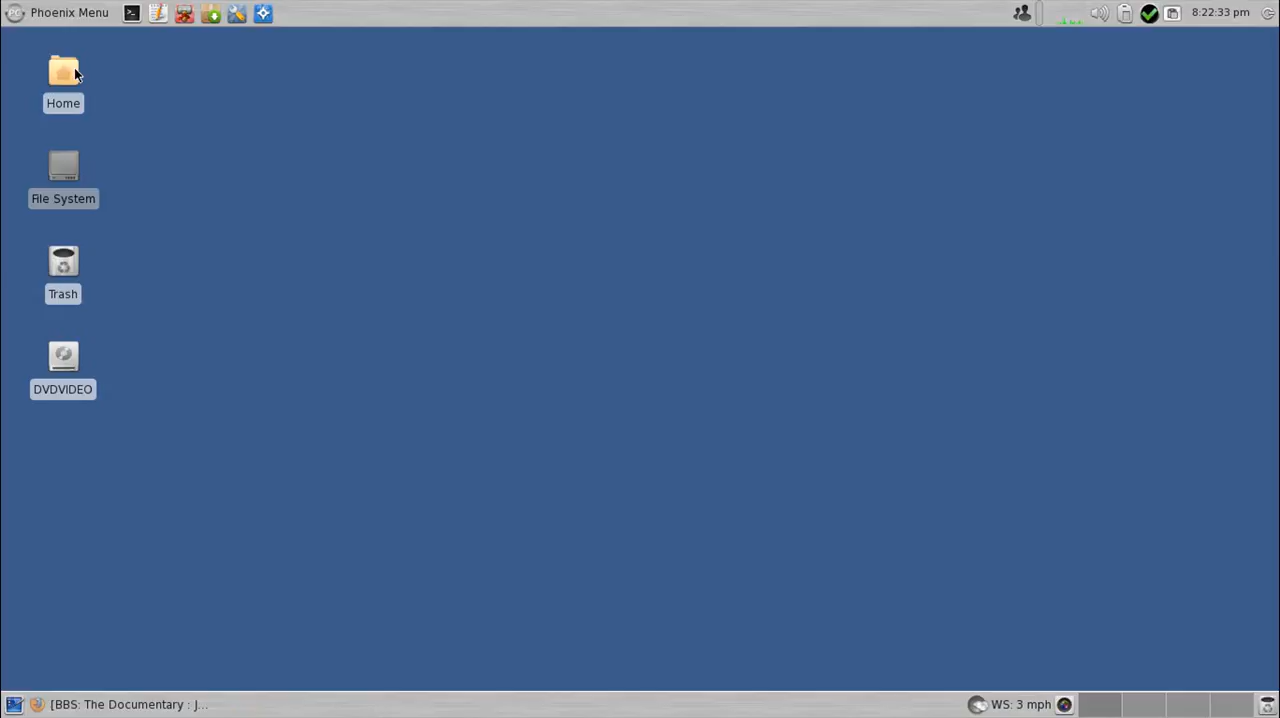 Phoenix Menu
8:22:33 pm
Home
File System
Trash
DVDVIDEO
[BBS: The Documentary : J...
WS: 3 mph